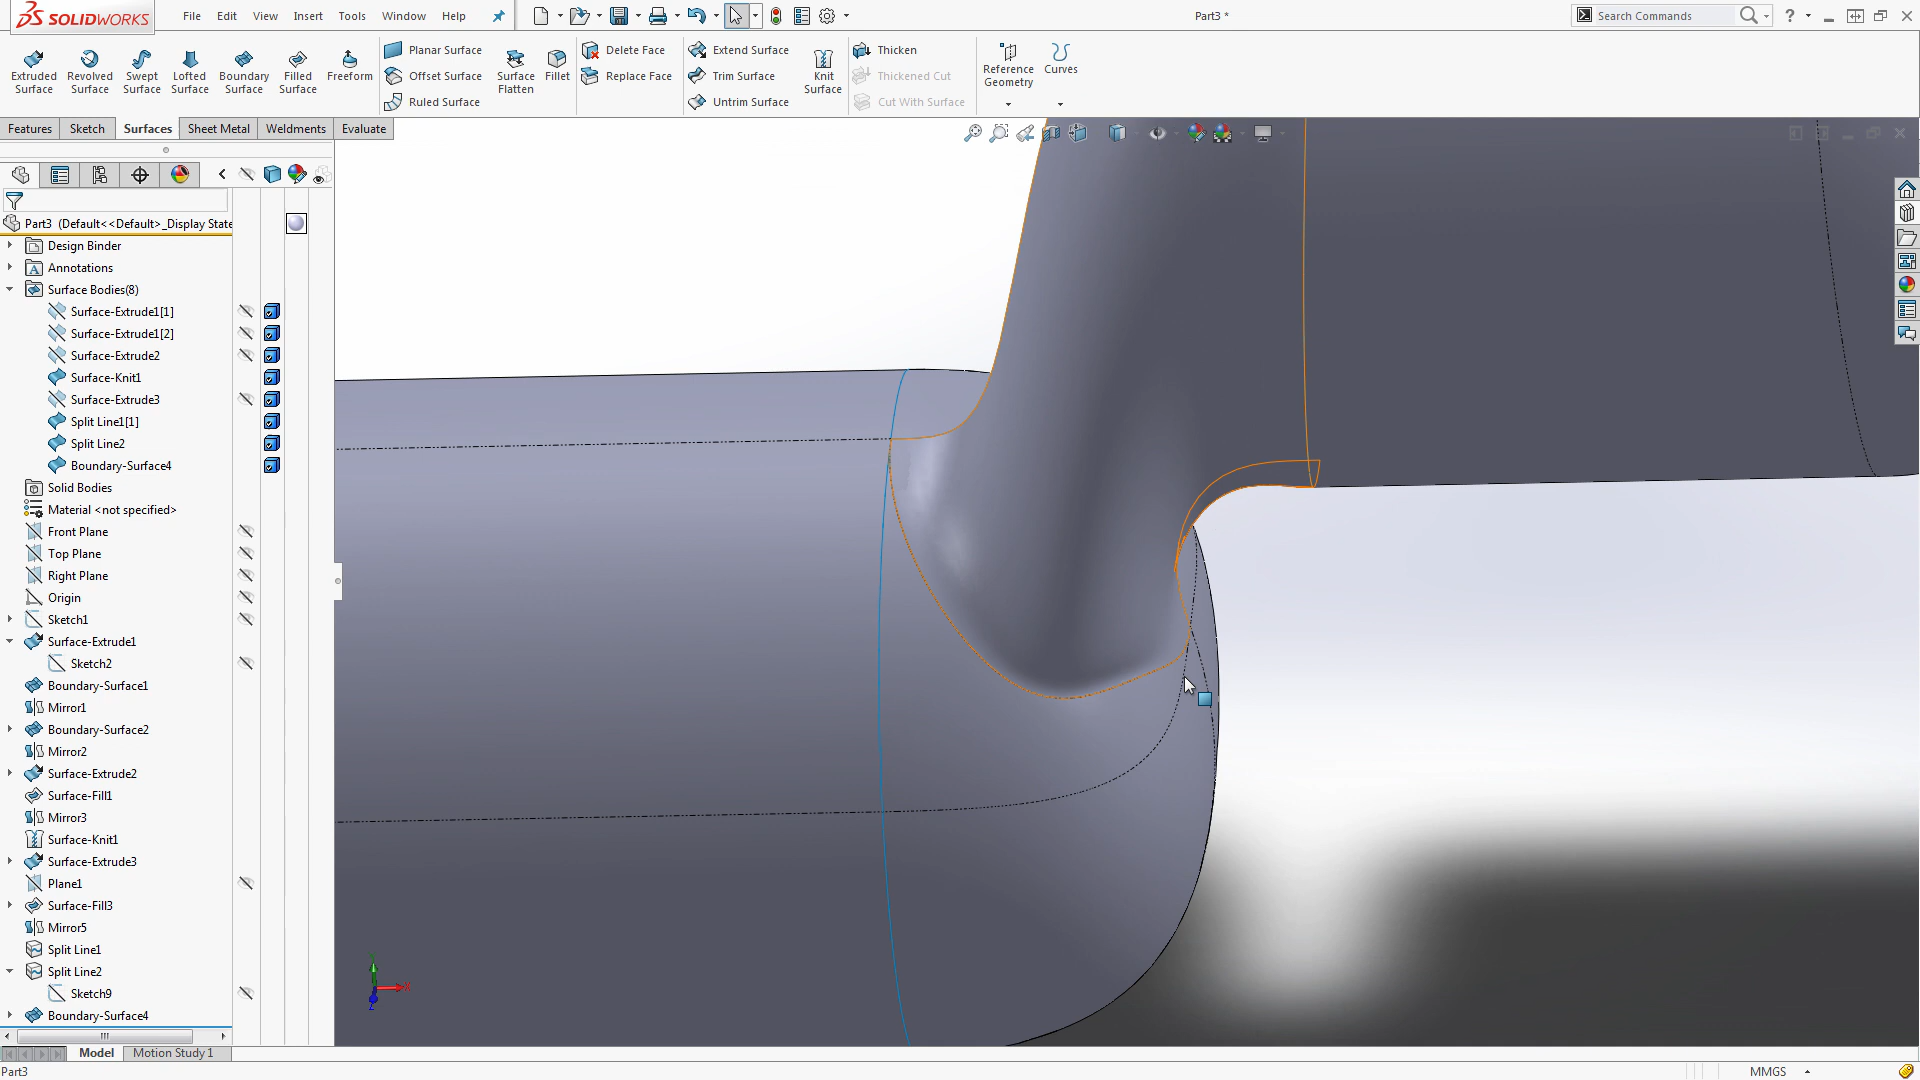 SOLIDWORKS
File Edit View Insert Tools Window Help
Part3 *
Search Commands
Extruded Surface
Revolved Surface
Swept Surface
Lofted Surface
Boundary Surface
Filled Surface
Freeform
Planar Surface
Offset Surface
Ruled Surface
Surface Flatten
Fillet
Delete Face
Replace Face
Extend Surface
Trim Surface
Untrim Surface
Knit Surface
Thicken
Thickened Cut
Cut With Surface
Reference Geometry
Curves
Features Sketch Surfaces Sheet Metal Weldments Evaluate
Part3 (Default<<Default>_Display State
Design Binder
Annotations
Surface Bodies(8)
Surface-Extrude1[1]
Surface-Extrude1[2]
Surface-Extrude2
Surface-Knit1
Surface-Extrude3
Split Line1[1]
Split Line2
Boundary-Surface4
Solid Bodies
Material <not specified>
Front Plane
Top Plane
Right Plane
Origin
Sketch1
Surface-Extrude1
Sketch2
Boundary-Surface1
Mirror1
Boundary-Surface2
Mirror2
Surface-Extrude2
Surface-Fill1
Mirror3
Surface-Knit1
Surface-Extrude3
Plane1
Surface-Fill3
Mirror5
Split Line1
Split Line2
Sketch9
Boundary-Surface4
Model Motion Study 1
Part3
MMGS